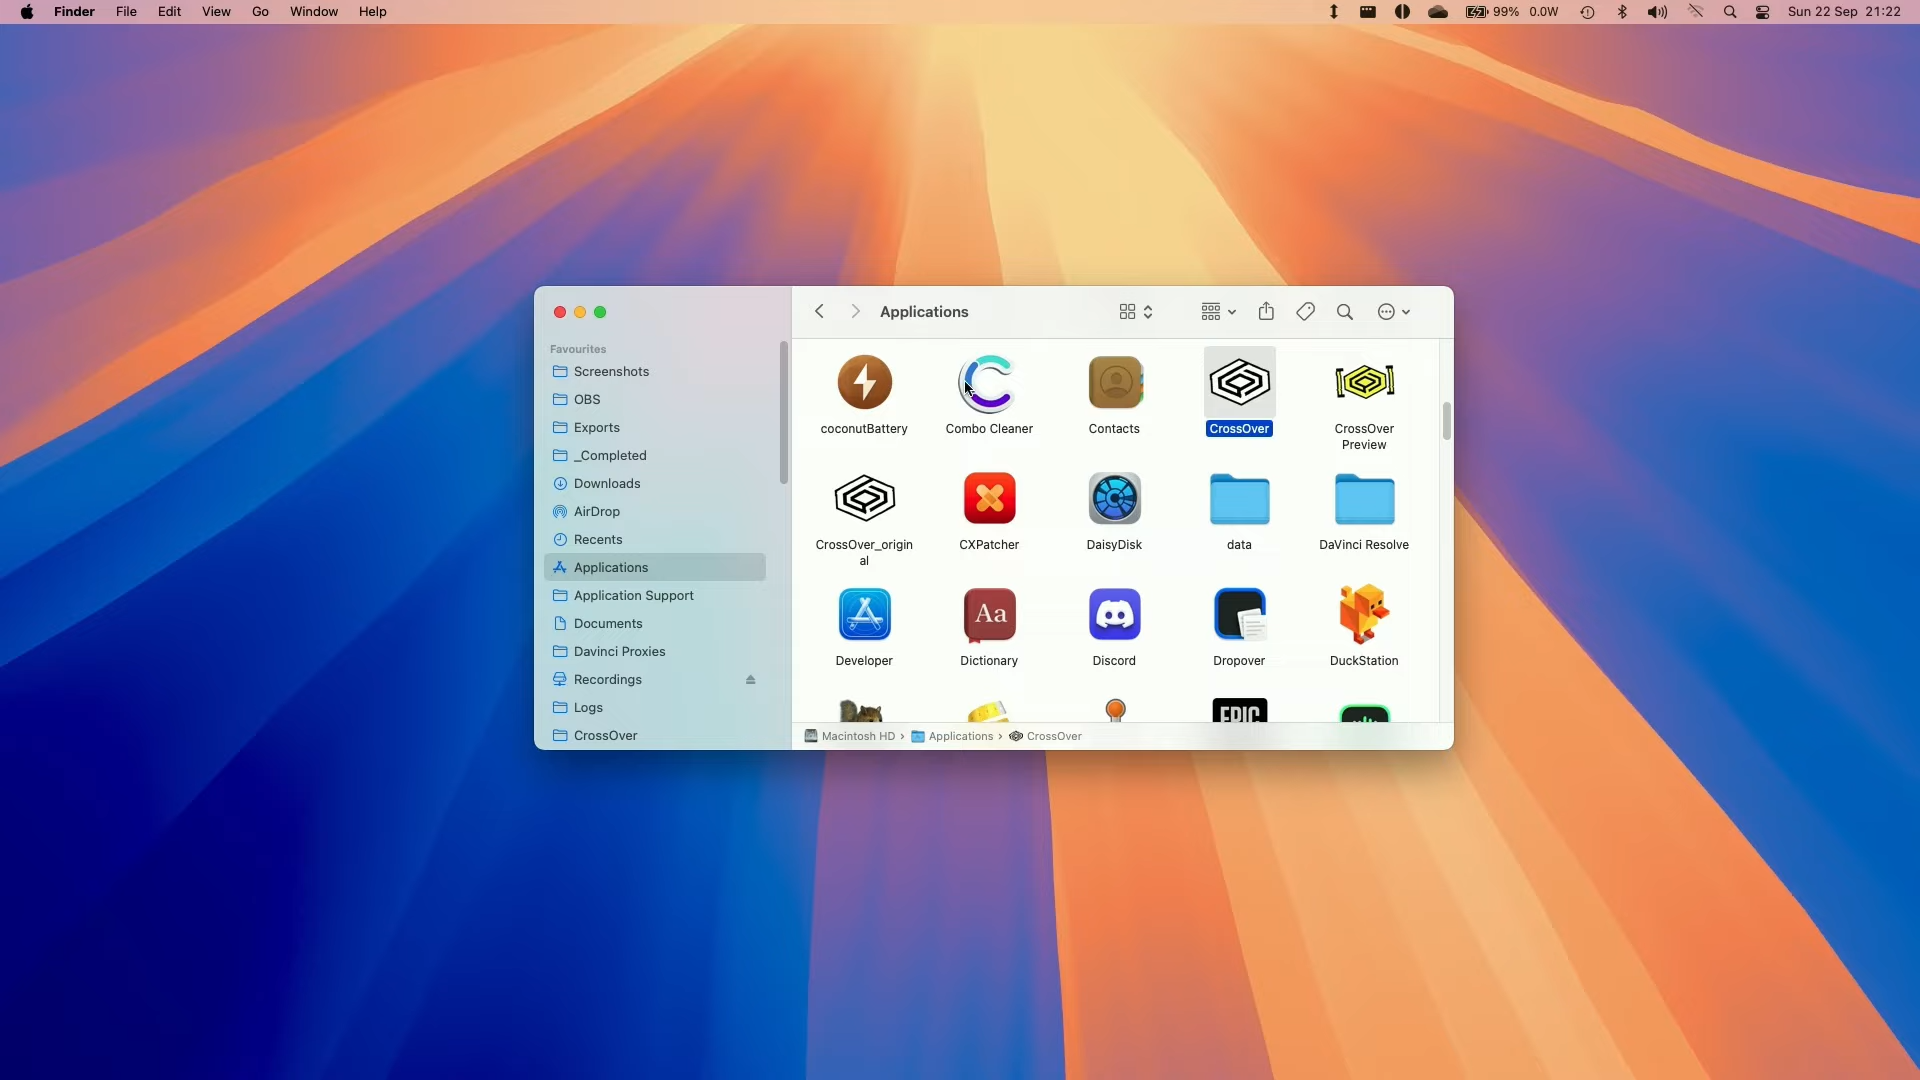 Finder File Edit View Go Window Help 99% 0.0W Sun 22 Sep 21:22
Applications
Favourites
Screenshots
OBS
Exports
_Completed
Downloads
AirDrop
Recents
Applications
Application Support
Documents
Davinci Proxies
Recordings
Logs
CrossOver
coconutBattery Combo Cleaner Contacts CrossOver CrossOver
Preview
CrossOver_origin CXPatcher DaisyDisk data DaVinci Resolve
al
Aa
Developer Dictionary Discord Dropover DuckStation
EPIC
Macintosh HD › Applications › CrossOver